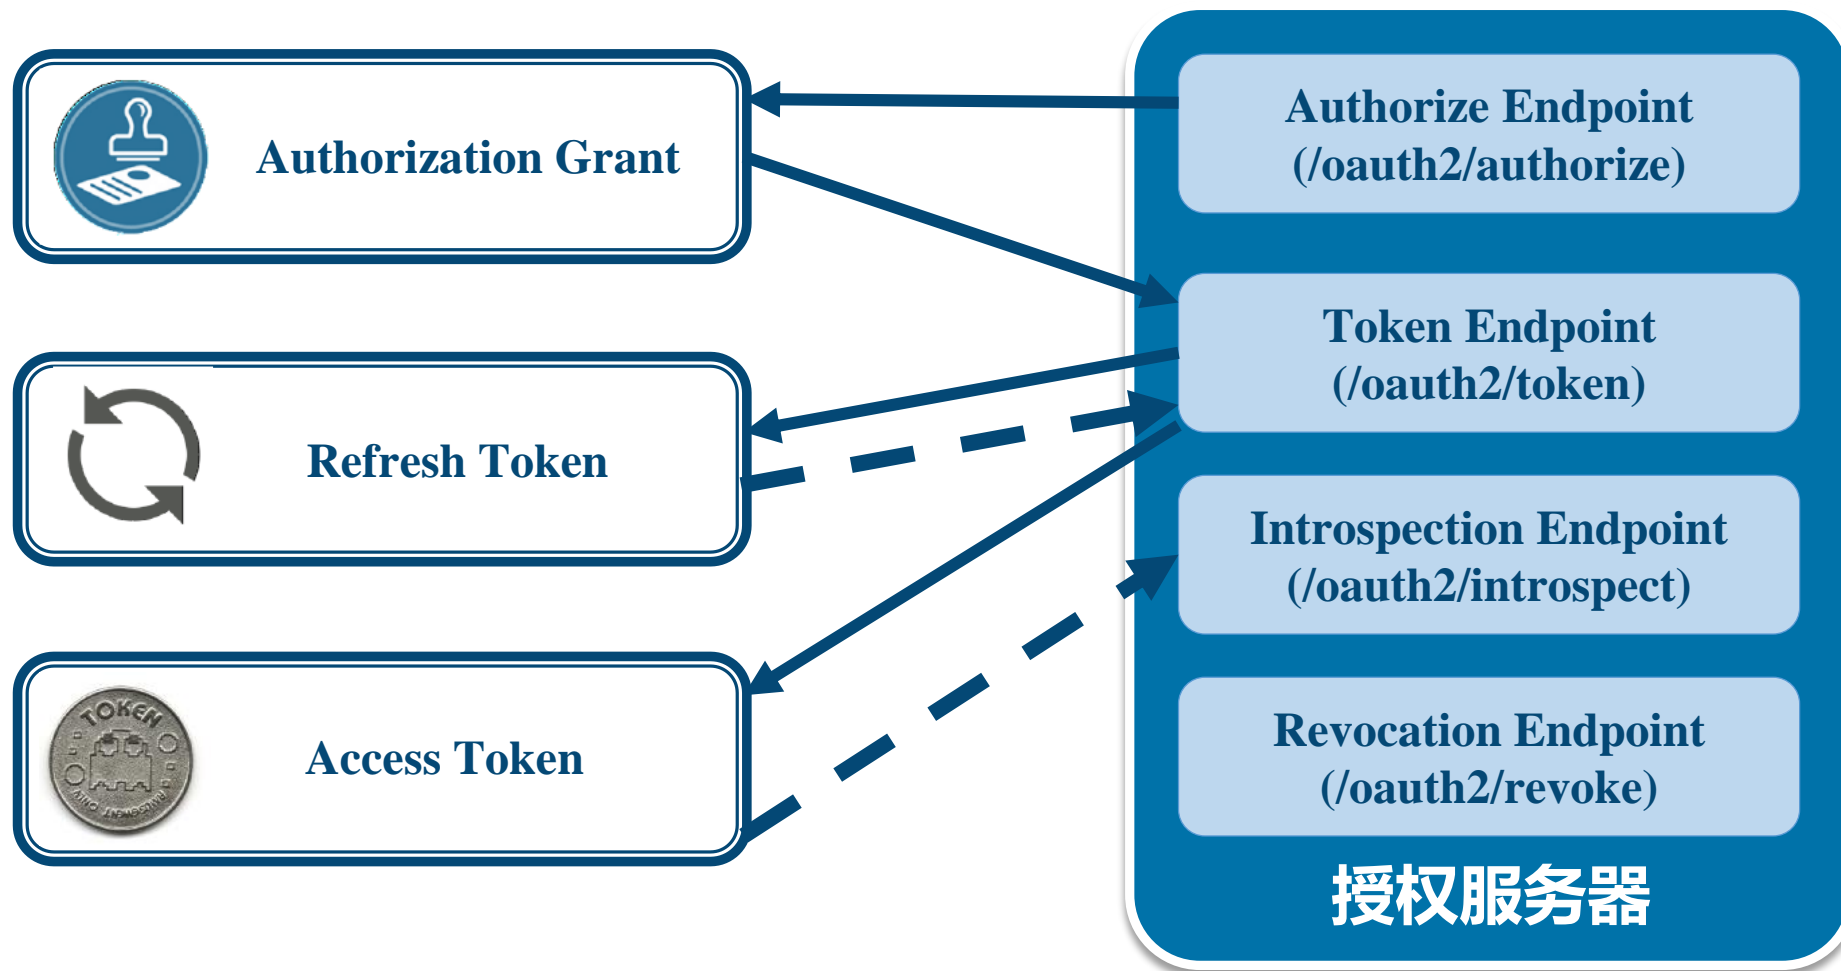 Authorization Grant
Refresh Token
TOKEN
Access Token
Authorize Endpoint
(/oauth2/authorize)
Token Endpoint
(/oauth2/token)
Introspection Endpoint
(/oauth2/introspect)
Revocation Endpoint
(/oauth2/revoke)
授权服务器